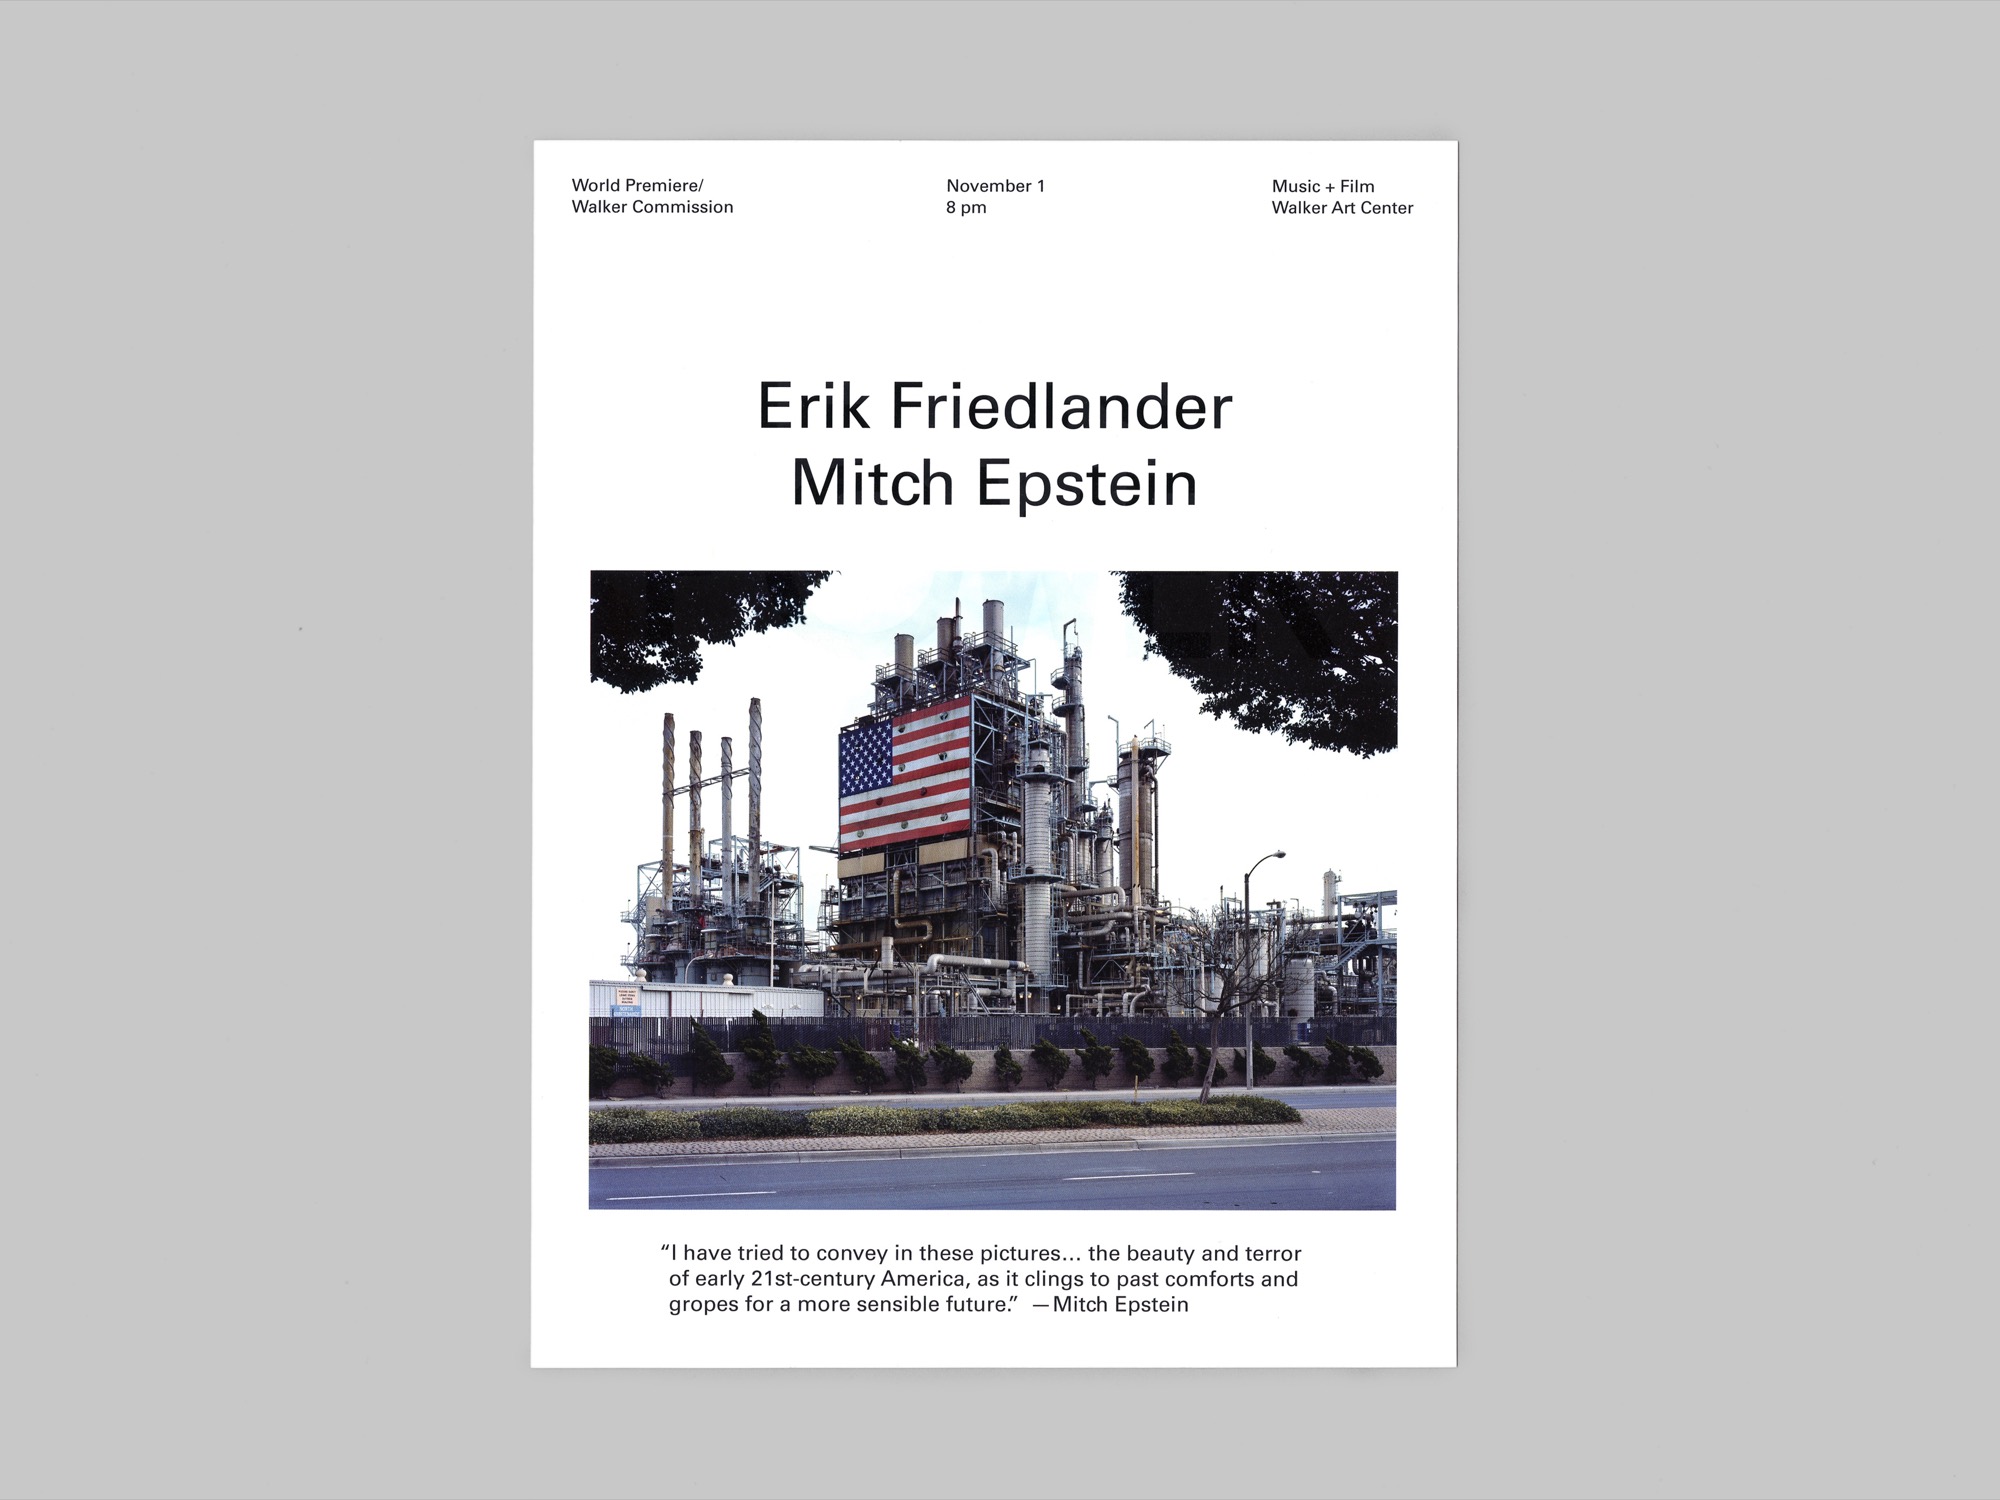 World Premiere/
Walker Commission
November 1
8 pm
Music + Film
Walker Art Center
Erik Friedlander
Mitch Epstein
“I have tried to convey in these pictures… the beauty and terror
of early 21st-century America, as it clings to past comforts and
gropes for a more sensible future.” —Mitch Epstein